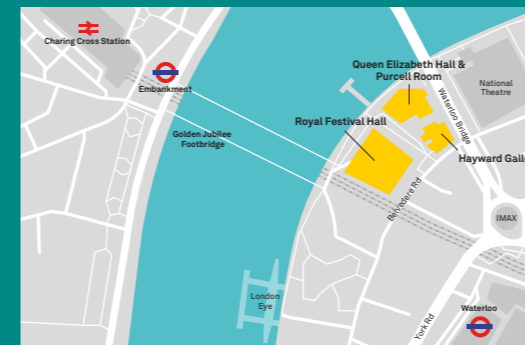 Charing Cross Station
Embankment
Golden Jubilee
Footbridge
Queen Elizabeth Hall &
Purcell Room
National
Theatre
Waterloo Bridge
Royal Festival Hall
Hayward Gall
Belvedere Rd
IMAX
London
Eye
Waterloo
York Rd